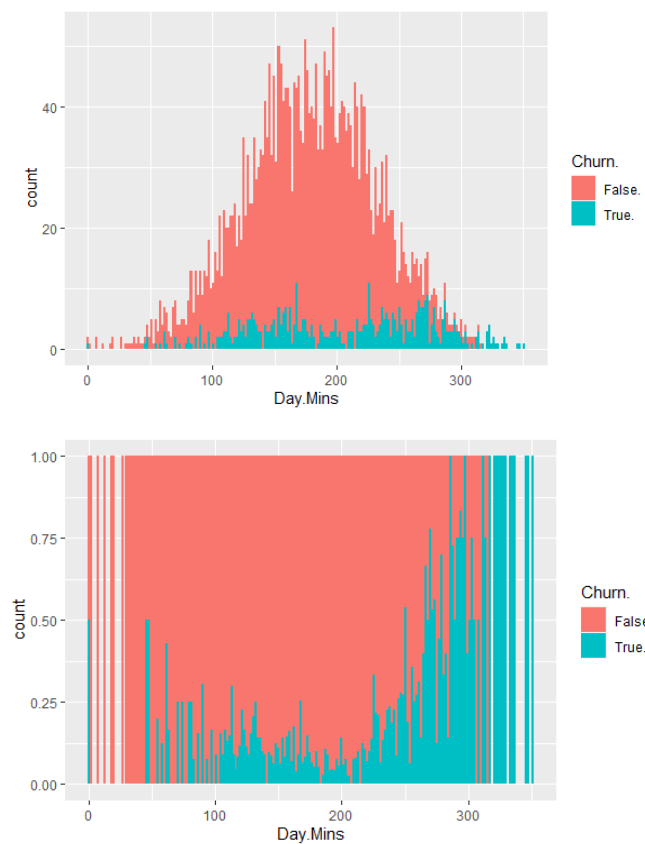 count
40
20
0
0 100 200 300
Day.Mins
Churn.
False.
True.
count
1.00
0.75
0.50
0.25
0.00
0 100 200 300
Day.Mins
Churn.
False
True.